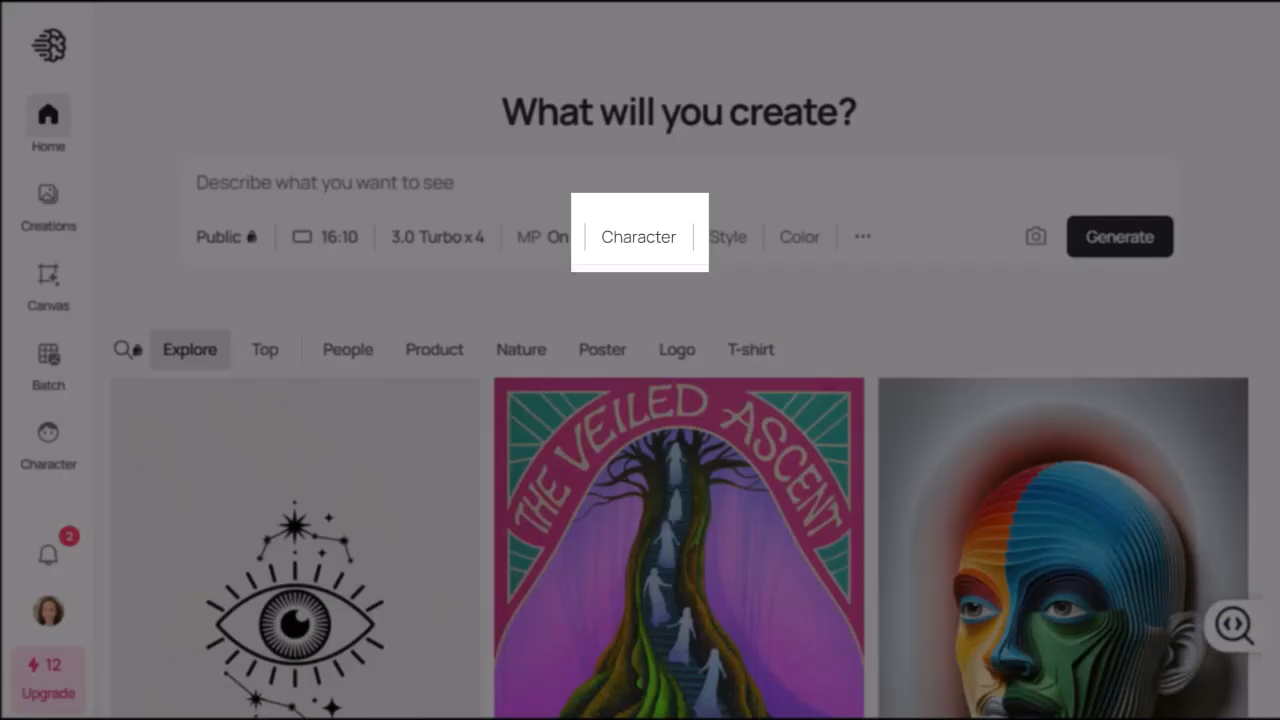 What will you create?
Describe what you want to see
Public 16:10 3.0 Turbo x 4 MP On Character Style Color ... Generate
Home
Creations
Canvas
Batch
Character
2
12
Upgrade
Explore Top People Product Nature Poster Logo T-shirt
THE VEILED ASCENT